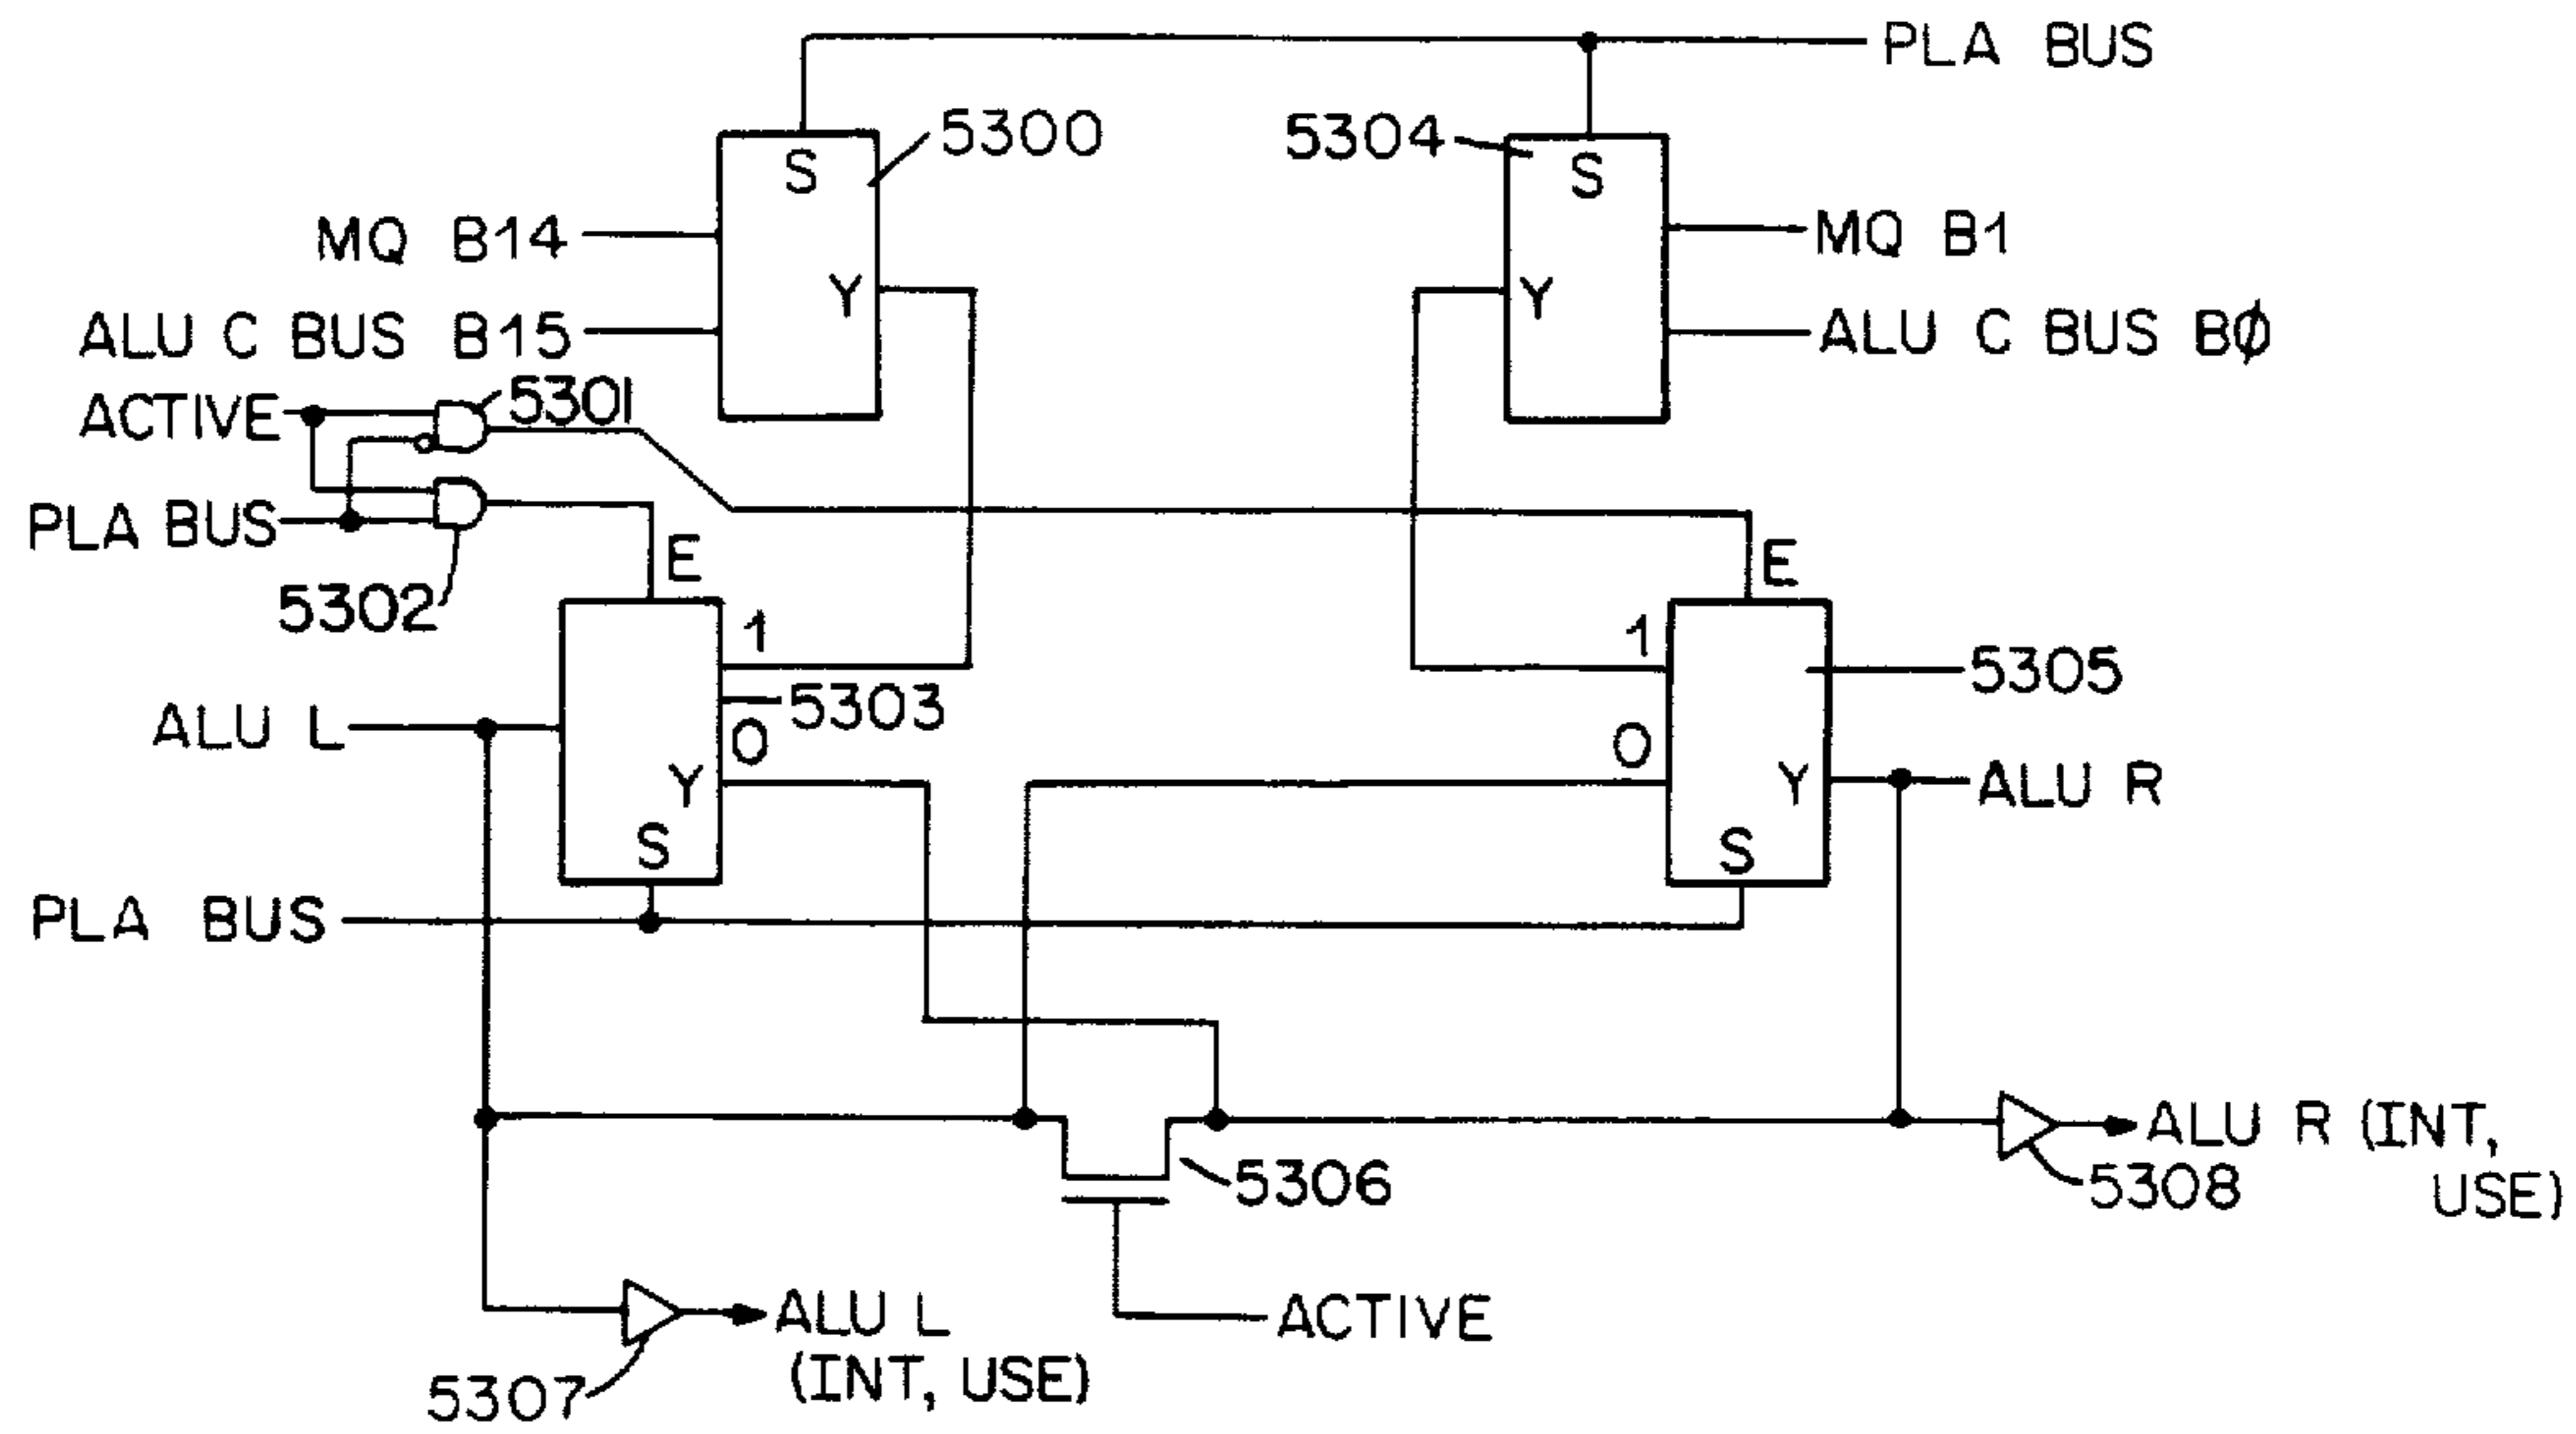 PLA BUS
5300
5304
S
S
MQ B14
MQ B1
Y
Y
ALU C BUS B15
ALU C BUS BØ
ACTIVE
5301
PLA BUS
E
E
5302
1
1
5303
5305
ALU L
0
0
Y
Y
ALU R
S
S
PLA BUS
ALU R (INT,
USE)
5306
5308
ACTIVE
ALU L
(INT, USE)
5307